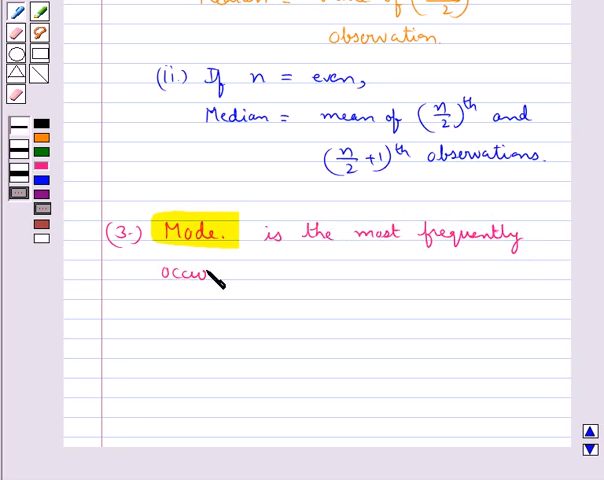 observation.
(ii.) If n = even,
Median = mean of (n/2)th and
(n/2 + 1)th observations.
(3.) Mode. is the most frequently
occu